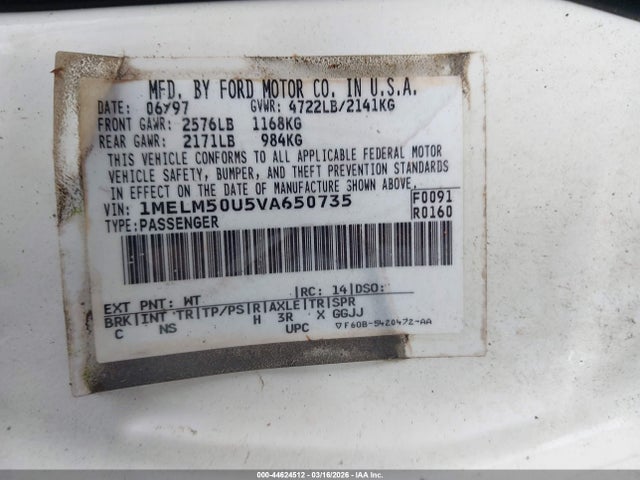 MFD. BY FORD MOTOR CO. IN U.S.A.
DATE: 06/97 GVWR: 4722LB/2141KG
FRONT GAWR: 2576LB 1168KG
REAR GAWR: 2171LB 984KG
THIS VEHICLE CONFORMS TO ALL APPLICABLE FEDERAL MOTOR
VEHICLE SAFETY, BUMPER, AND THEFT PREVENTION STANDARDS
IN EFFECT ON THE DATE OF MANUFACTURE SHOWN ABOVE.
VIN: 1MELM50U5VA650735 F0091
TYPE: PASSENGER R0160
EXT PNT: WT RC: 14 DSO:
BRK INT TR TP/PS R AXLE TR SPR
C NS H 3R X GGJJ
UPC ▽F60B-5420472-AA
000-44624512 - 03/16/2026 - IAA Inc.